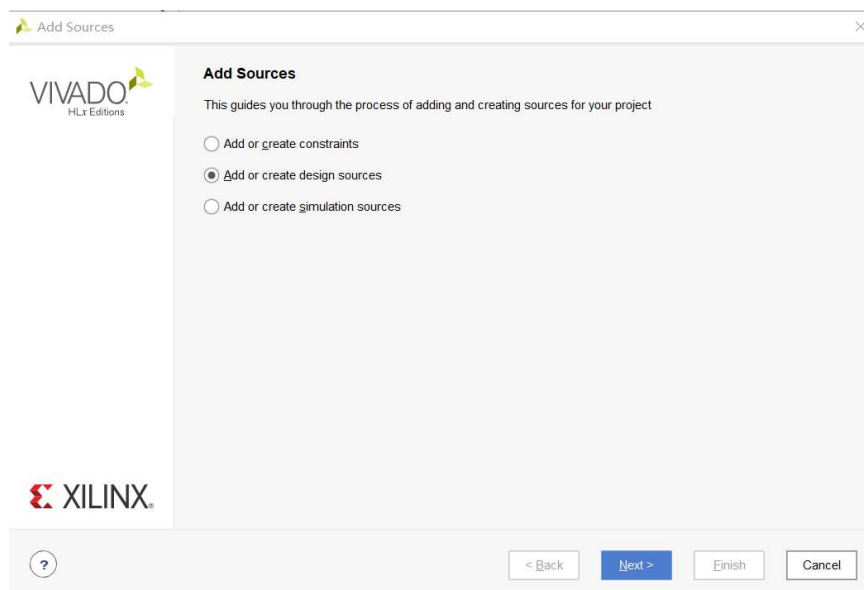 Add Sources
VIVADO.
HLx Editions
Add Sources
This guides you through the process of adding and creating sources for your project
Add or create constraints
Add or create design sources
Add or create simulation sources
XILINX.
?
< Back
Next >
Finish
Cancel